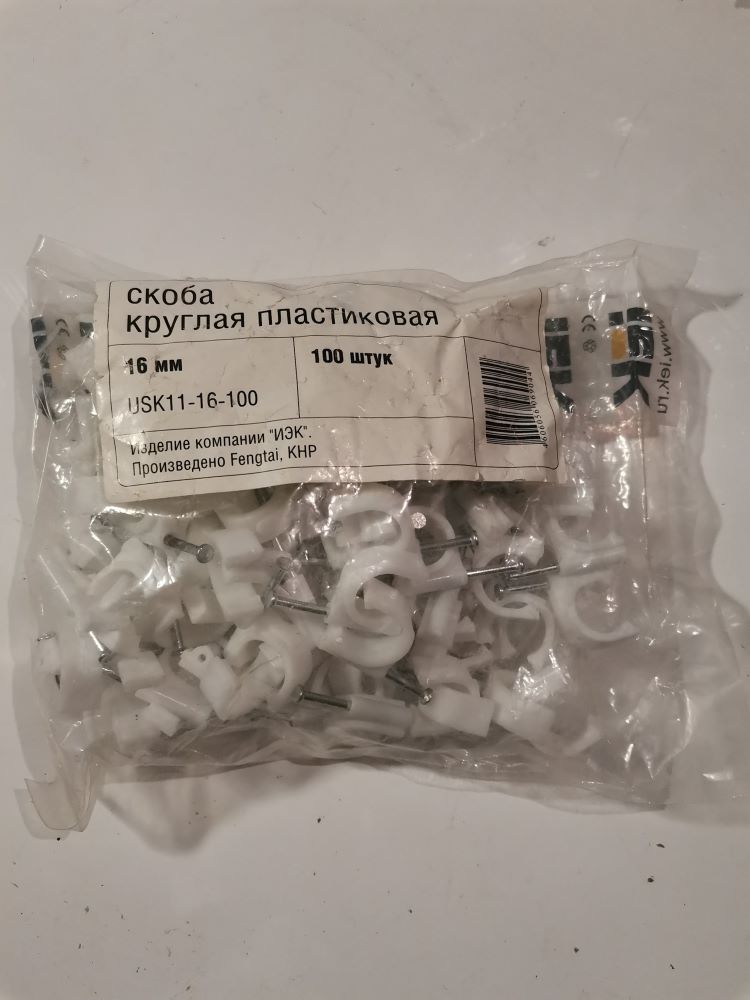 скоба
круглая пластиковая
16 мм
100 штук
USK11-16-100
Изделие компании "ИЭК".
Произведено Fengtai, КНР
iEK
www.iek.ru